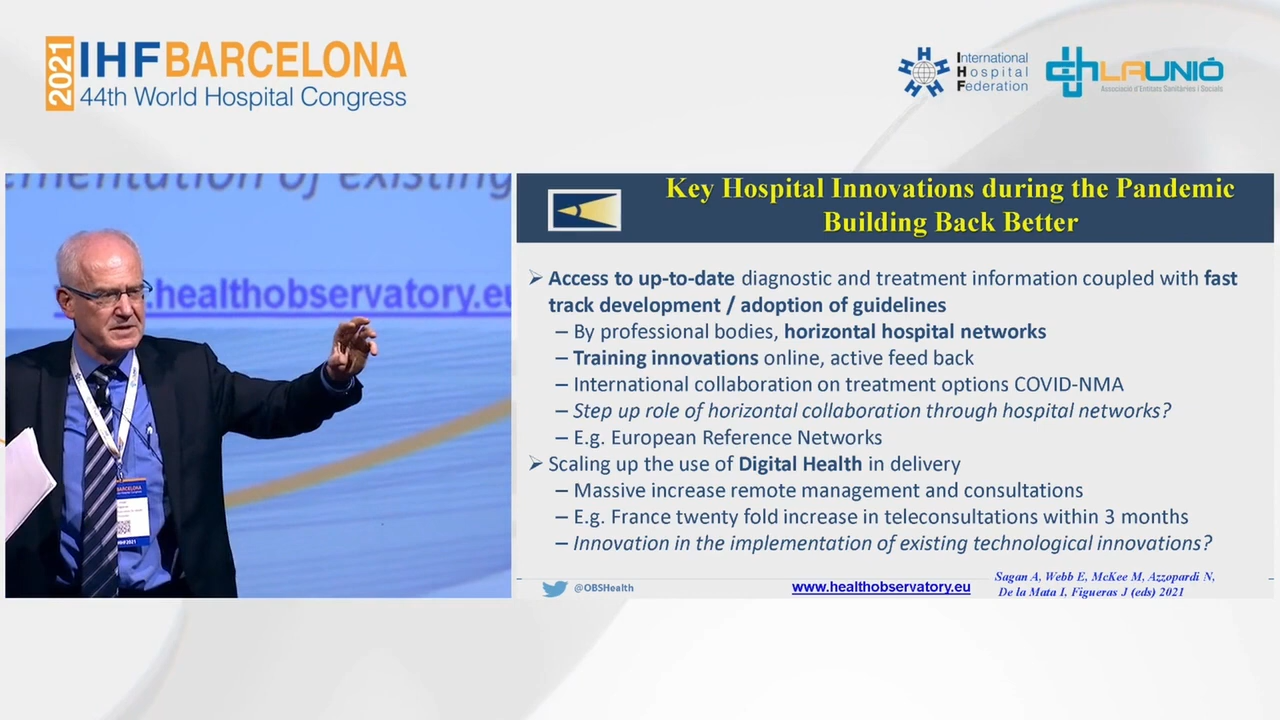 2021 IHF BARCELONA
44th World Hospital Congress
International
Hospital
Federation
LAUNIÓ
Associació d'Entitats Sanitàries i Socials
ementation of existing
.healthobservatory.eu
BARCELONA
Key Hospital Innovations during the Pandemic
Building Back Better
➢ Access to up-to-date diagnostic and treatment information coupled with fast
track development / adoption of guidelines
– By professional bodies, horizontal hospital networks
– Training innovations online, active feed back
– International collaboration on treatment options COVID-NMA
– Step up role of horizontal collaboration through hospital networks?
– E.g. European Reference Networks
➢ Scaling up the use of Digital Health in delivery
– Massive increase remote management and consultations
– E.g. France twenty fold increase in teleconsultations within 3 months
– Innovation in the implementation of existing technological innovations?
@OBSHealth
www.healthobservatory.eu
Sagan A, Webb E, McKee M, Azzopardi N,
De la Mata I, Figueras J (eds) 2021